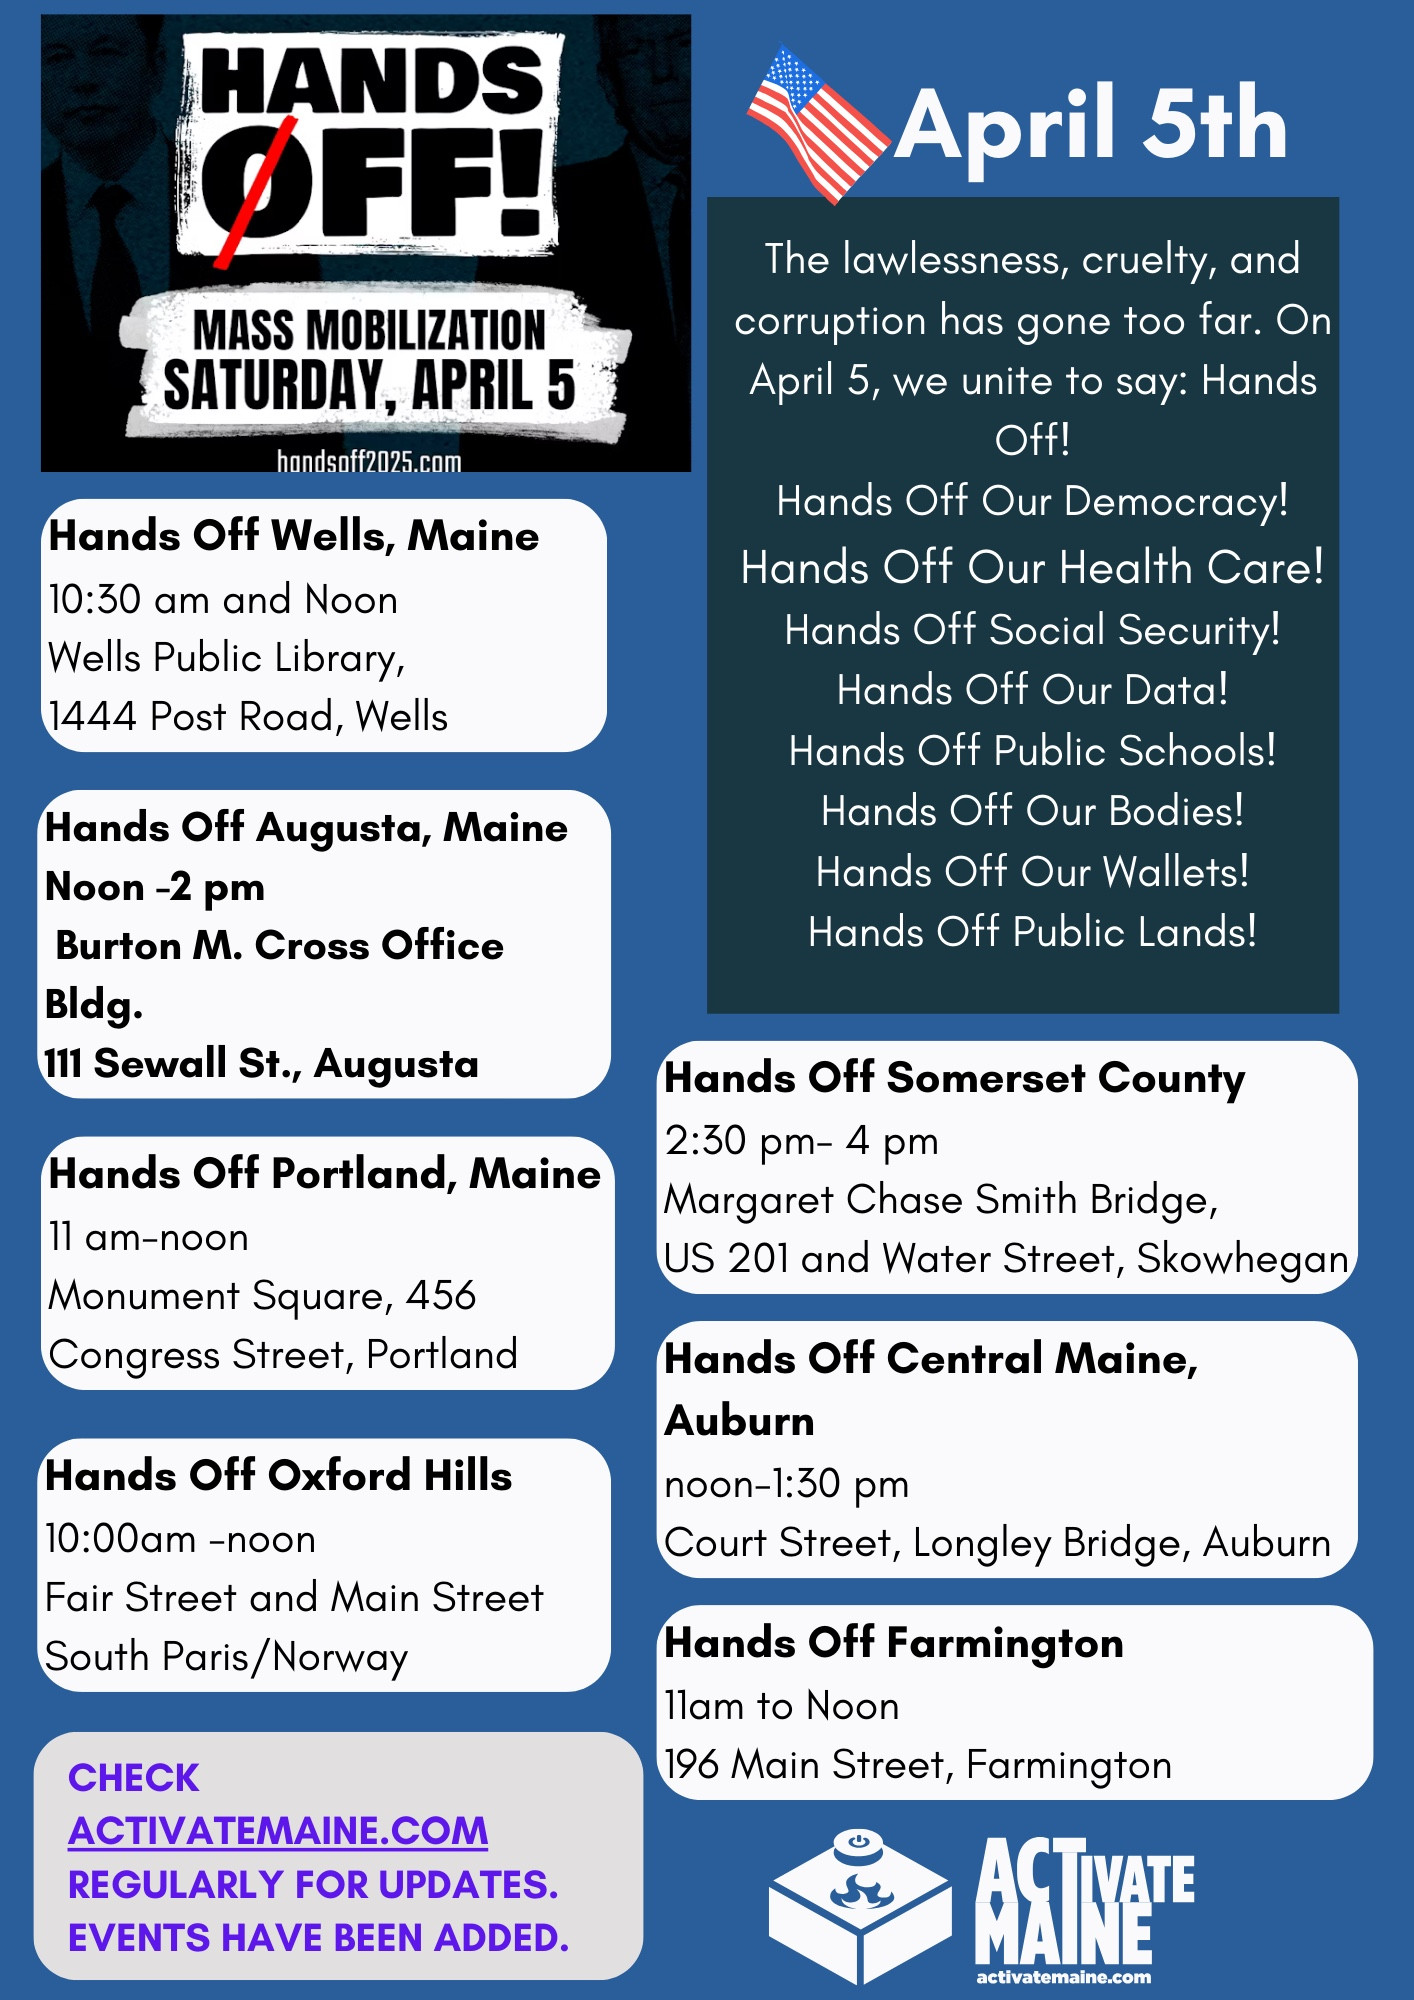 HANDS
OFF!
MASS MOBILIZATION
SATURDAY, APRIL 5
handsoff2025.com
April 5th
The lawlessness, cruelty, and
corruption has gone too far. On
April 5, we unite to say: Hands
Off!
Hands Off Our Democracy!
Hands Off Our Health Care!
Hands Off Social Security!
Hands Off Our Data!
Hands Off Public Schools!
Hands Off Our Bodies!
Hands Off Our Wallets!
Hands Off Public Lands!
Hands Off Wells, Maine
10:30 am and Noon
Wells Public Library,
1444 Post Road, Wells
Hands Off Augusta, Maine
Noon -2 pm
Burton M. Cross Office
Bldg.
111 Sewall St., Augusta
Hands Off Portland, Maine
11 am-noon
Monument Square, 456
Congress Street, Portland
Hands Off Oxford Hills
10:00am -noon
Fair Street and Main Street
South Paris/Norway
Hands Off Somerset County
2:30 pm- 4 pm
Margaret Chase Smith Bridge,
US 201 and Water Street, Skowhegan
Hands Off Central Maine,
Auburn
noon-1:30 pm
Court Street, Longley Bridge, Auburn
Hands Off Farmington
11am to Noon
196 Main Street, Farmington
CHECK
ACTIVATEMAINE.COM
REGULARLY FOR UPDATES.
EVENTS HAVE BEEN ADDED.
ACTIVATE
MAINE
activatemaine.com